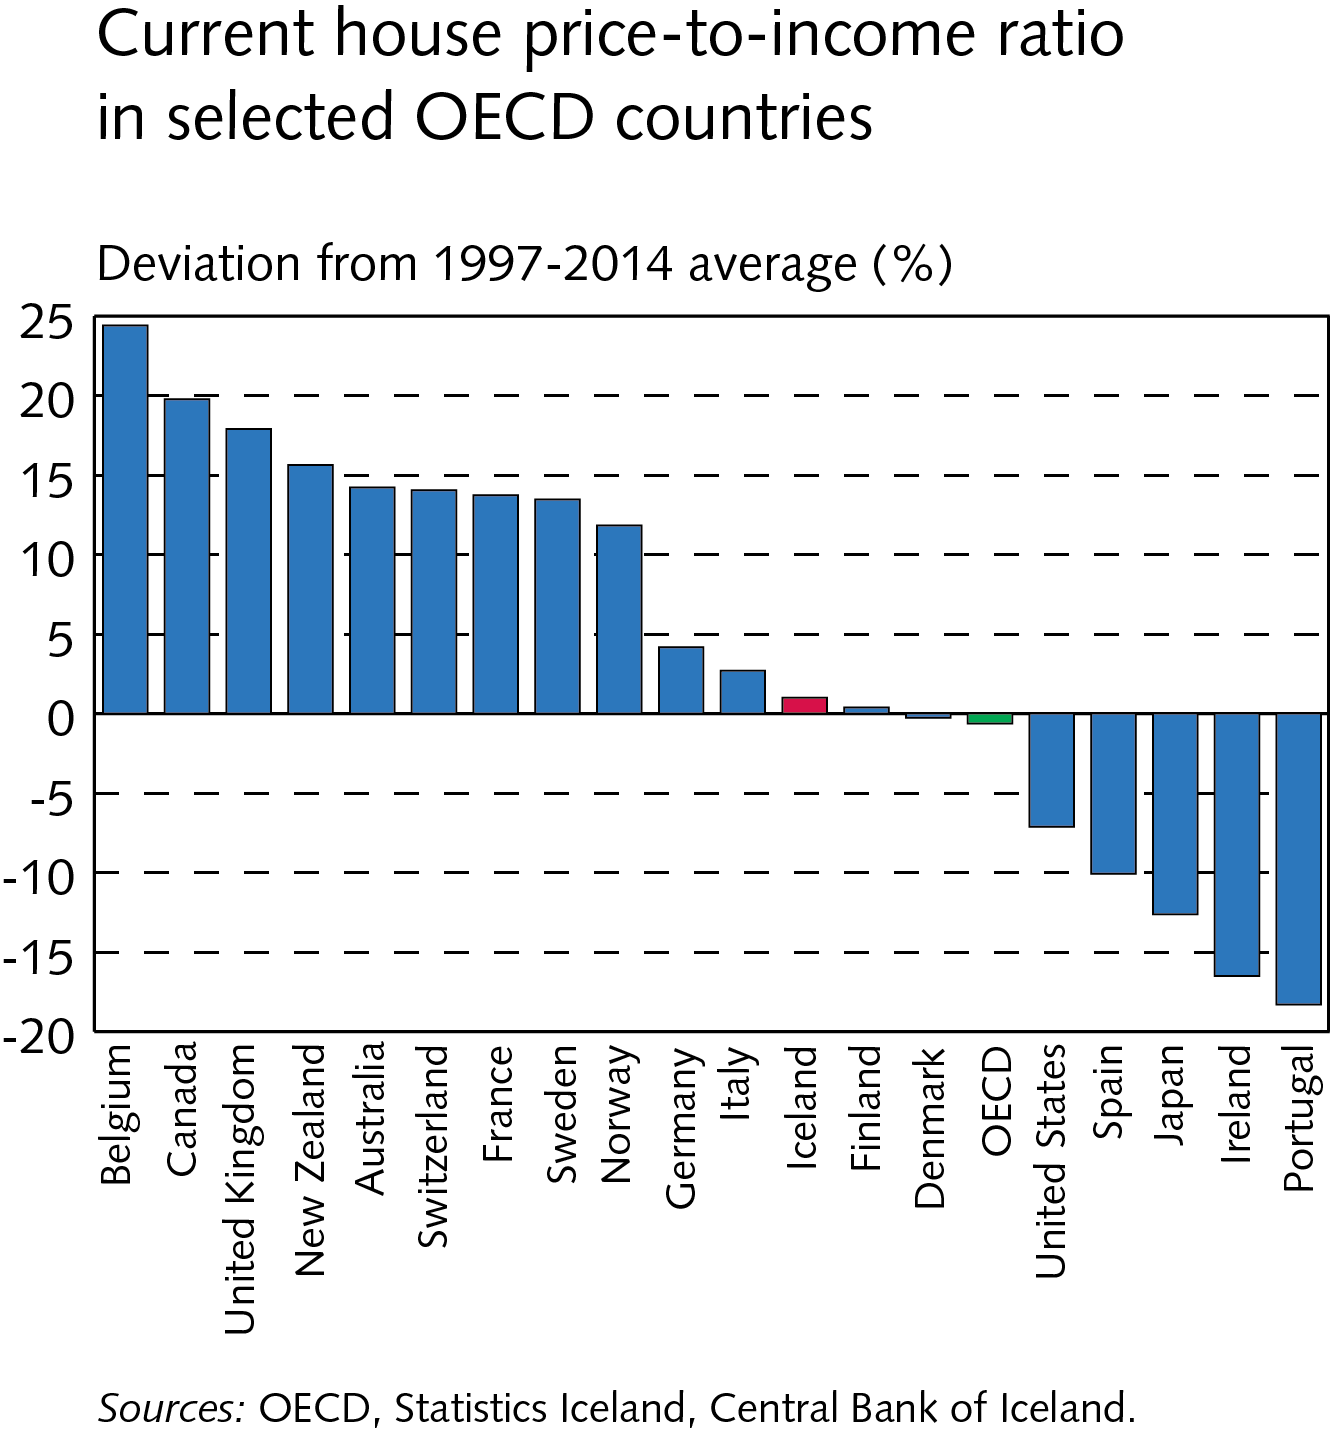 Current house price-to-income ratio
in selected OECD countries
Deviation from 1997-2014 average (%)
25
20
15
10
5
0
-5
-10
-15
-20
Belgium
Canada
United Kingdom
New Zealand
Australia
Switzerland
France
Sweden
Norway
Germany
Italy
Iceland
Finland
Denmark
OECD
United States
Spain
Japan
Ireland
Portugal
Sources: OECD, Statistics Iceland, Central Bank of Iceland.